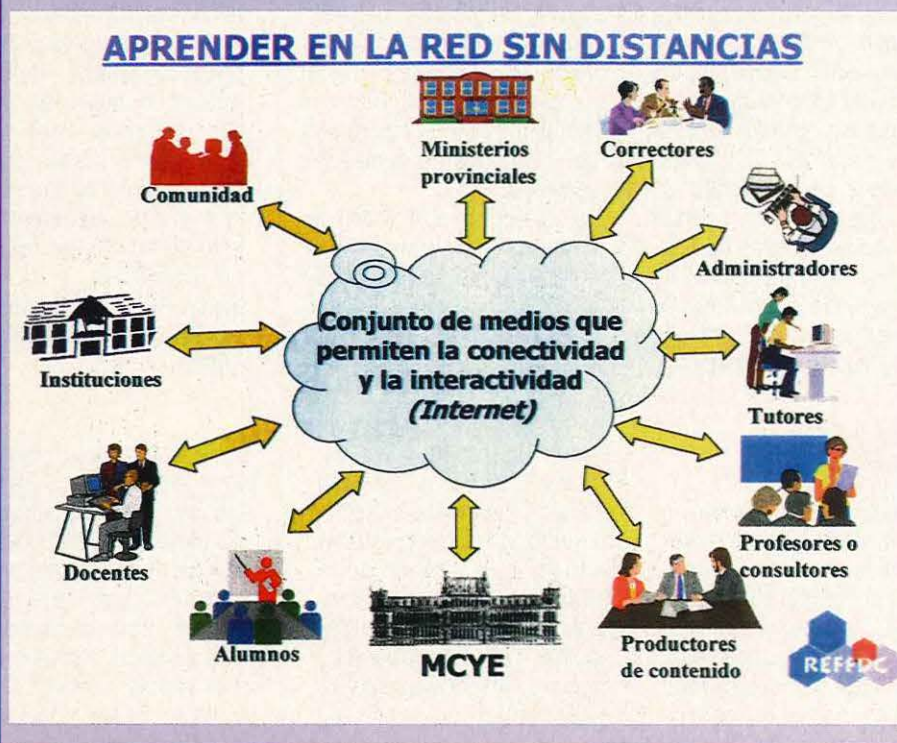 APRENDER EN LA RED SIN DISTANCIAS
Ministerios
provinciales
Correctores
Comunidad
Administradores
Conjunto de medios que
permiten la conectividad
y la interactividad
(Internet)
Instituciones
Tutores
Docentes
Profesores o
consultores
Alumnos
MCYE
Productores
de contenido
REFFDC